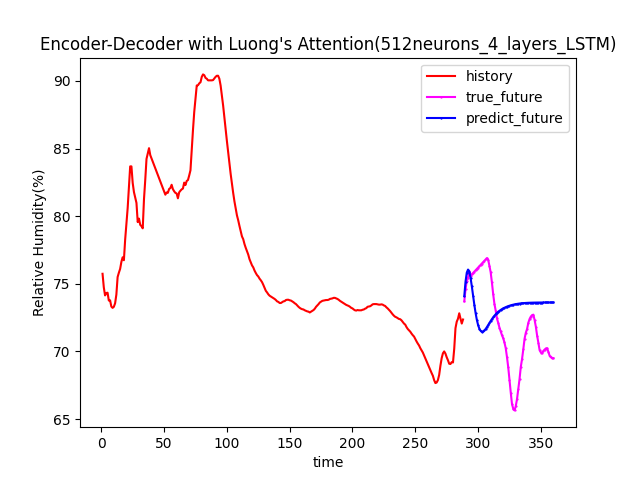 Encoder-Decoder with Luong's Attention(512neurons_4_layers_LSTM)
history
true_future
predict_future
Relative Humidity(%)
90
85
80
75
70
65
0 50 100 150 200 250 300 350
time